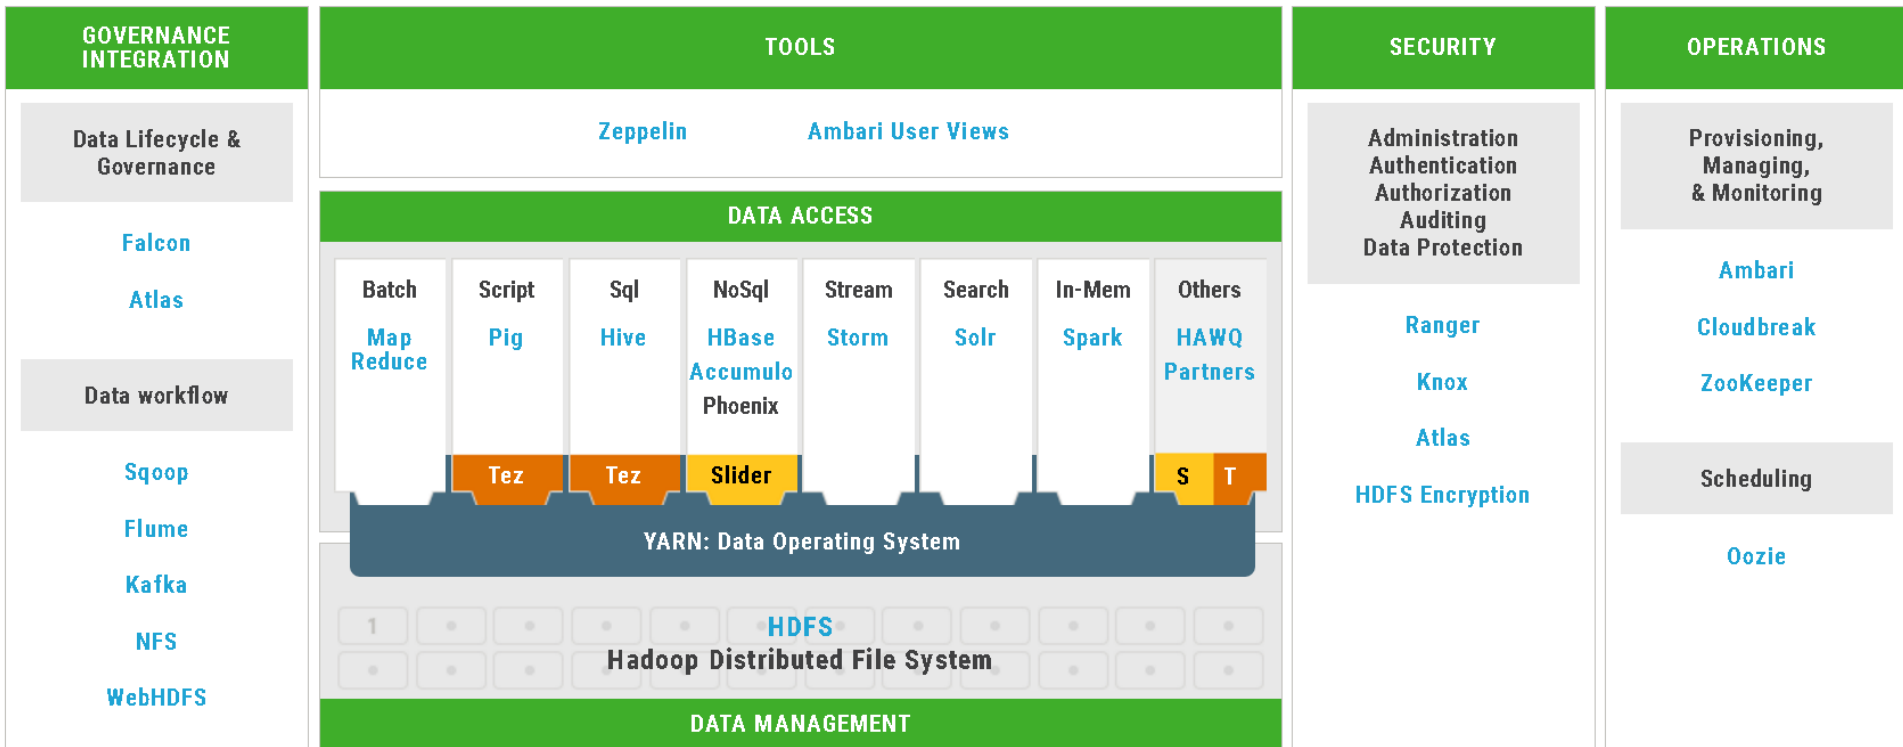 GOVERNANCE
INTEGRATION
Data Lifecycle &
Governance
Falcon
Atlas
Data workflow
Sqoop
Flume
Kafka
NFS
WebHDFS
TOOLS
Zeppelin
Ambari User Views
DATA ACCESS
Batch
Map
Reduce
Script
Pig
Tez
Sql
Hive
Tez
NoSql
HBase
Accumulo
Phoenix
Slider
Stream
Storm
Search
Solr
In-Mem
Spark
Others
HAWQ
Partners
S
T
YARN: Data Operating System
1
HDFS
Hadoop Distributed File System
DATA MANAGEMENT
SECURITY
Administration
Authentication
Authorization
Auditing
Data Protection
Ranger
Knox
Atlas
HDFS Encryption
OPERATIONS
Provisioning,
Managing,
& Monitoring
Ambari
Cloudbreak
ZooKeeper
Scheduling
Oozie